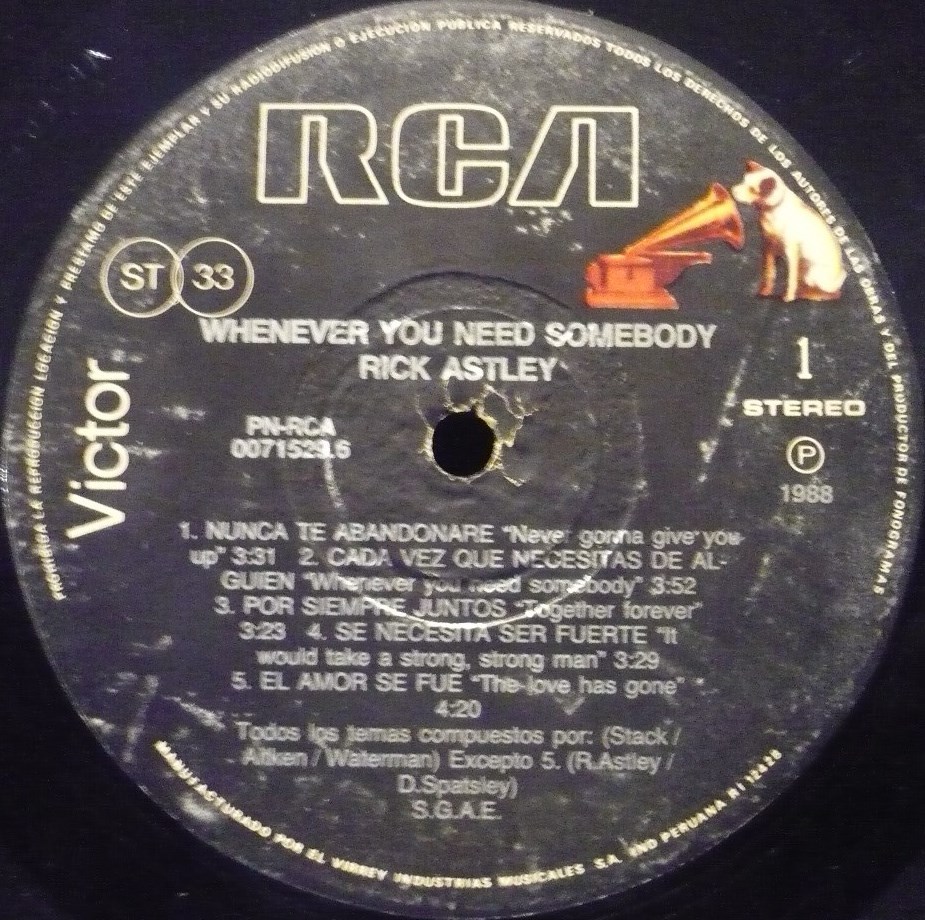 PROHIBIDA LA REPRODUCCION LOCACION Y PRESTAMO DE ESTE EJEMPLAR Y SU RADIODIFUSION O EJECUCION PUBLICA RESERVADOS TODOS LOS DERECHOS DE LOS AUTORES DE LAS OBRAS Y DEL PRODUCTOR DE FONOGRAMAS
RCA
ST 33
Victor
WHENEVER YOU NEED SOMEBODY
RICK ASTLEY
1
STEREO
Ⓟ
1988
PN-RCA
0071529.6
1. NUNCA TE ABANDONARE "Never gonna give you
up" 3:31 2. CADA VEZ QUE NECESITAS DE AL-
GUIEN "Whenever you need somebody" 3:52
3. POR SIEMPRE JUNTOS "Together forever"
3:23 4. SE NECESITA SER FUERTE "It
would take a strong, strong man" 3:29
5. EL AMOR SE FUE "The love has gone"
4:20
Todos los temas compuestos por: (Stack /
Aitken / Waterman) Excepto 5. (R.Astley /
D.Spatsley)
S.G.A.E.
MANUFACTURADO POR EL VIRREY INDUSTRIAS MUSICALES S.A. IND PERUANA RI 12428